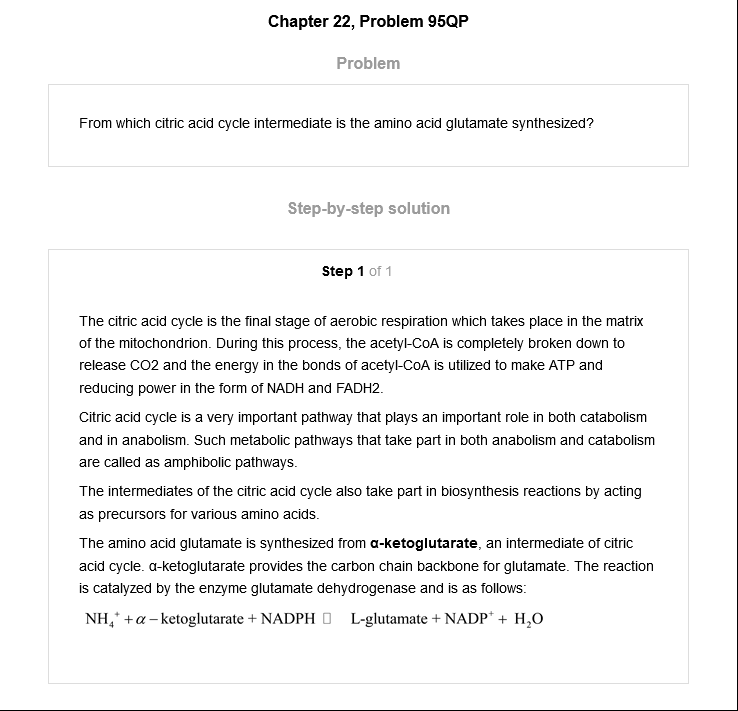 Chapter 22, Problem 95QP
Problem
From which citric acid cycle intermediate is the amino acid glutamate synthesized?
Step-by-step solution
Step 1 of 1
The citric acid cycle is the final stage of aerobic respiration which takes place in the matrix
of the mitochondrion. During this process, the acetyl-CoA is completely broken down to
release CO2 and the energy in the bonds of acetyl-CoA is utilized to make ATP and
reducing power in the form of NADH and FADH2.
Citric acid cycle is a very important pathway that plays an important role in both catabolism
and in anabolism. Such metabolic pathways that take part in both anabolism and catabolism
are called as amphibolic pathways.
The intermediates of the citric acid cycle also take part in biosynthesis reactions by acting
as precursors for various amino acids.
The amino acid glutamate is synthesized from α-ketoglutarate, an intermediate of citric
acid cycle. α-ketoglutarate provides the carbon chain backbone for glutamate. The reaction
is catalyzed by the enzyme glutamate dehydrogenase and is as follows:
NH₄⁺ + α – ketoglutarate + NADPH □ L-glutamate + NADP⁺ + H₂O